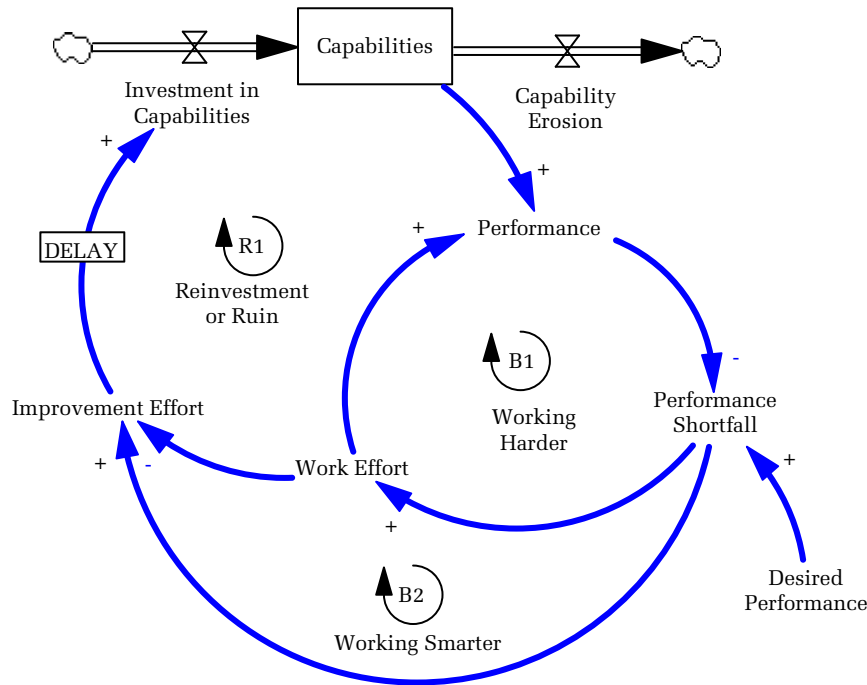 Capabilities
Investment in
Capabilities
Capability
Erosion
+
+
DELAY
R1
Reinvestment
or Ruin
+
Performance
B1
Working
Harder
-
Performance
Shortfall
Improvement Effort
+
-
Work Effort
+
+
Desired
Performance
B2
Working Smarter